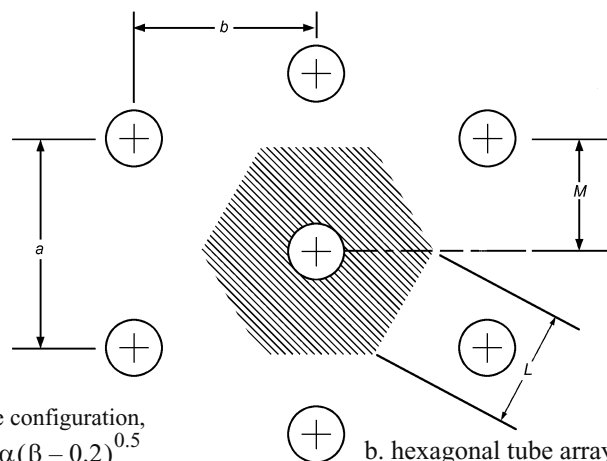 b
a
M
L
e configuration,
α(β – 0.2)^0.5
b. hexagonal tube array